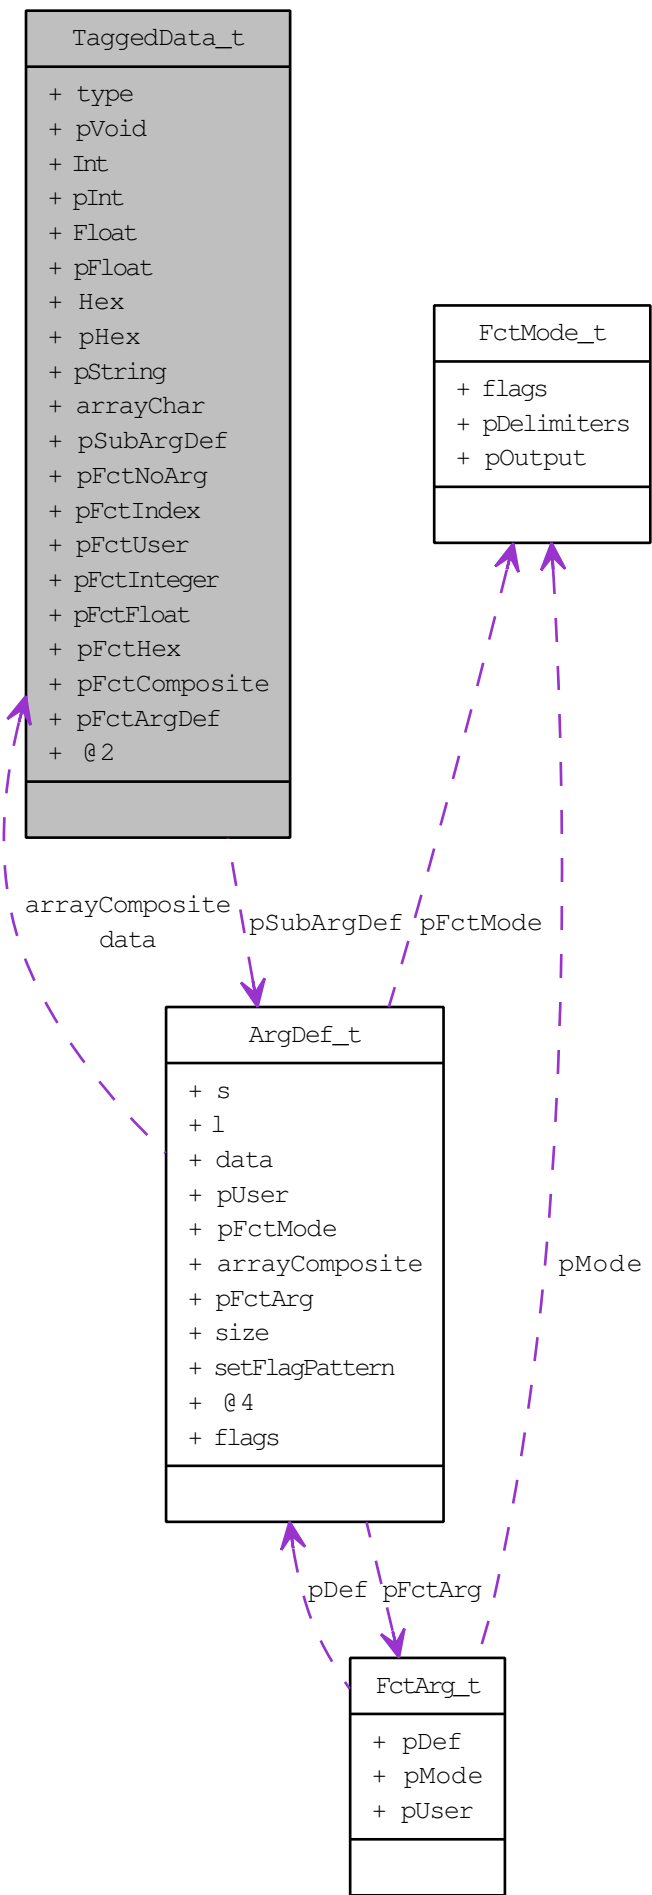 TaggedData_t
+ type
+ pVoid
+ Int
+ pInt
+ Float
+ pFloat
+ Hex
+ pHex
+ pString
+ arrayChar
+ pSubArgDef
+ pFctNoArg
+ pFctIndex
+ pFctUser
+ pFctInteger
+ pFctFloat
+ pFctHex
+ pFctComposite
+ pFctArgDef
+ @2
FctMode_t
+ flags
+ pDelimiters
+ pOutput
arrayComposite
data
pSubArgDef
pFctMode
ArgDef_t
+ s
+ l
+ data
+ pUser
+ pFctMode
+ arrayComposite
+ pFctArg
+ size
+ setFlagPattern
+ @4
+ flags
pMode
pDef
pFctArg
FctArg_t
+ pDef
+ pMode
+ pUser